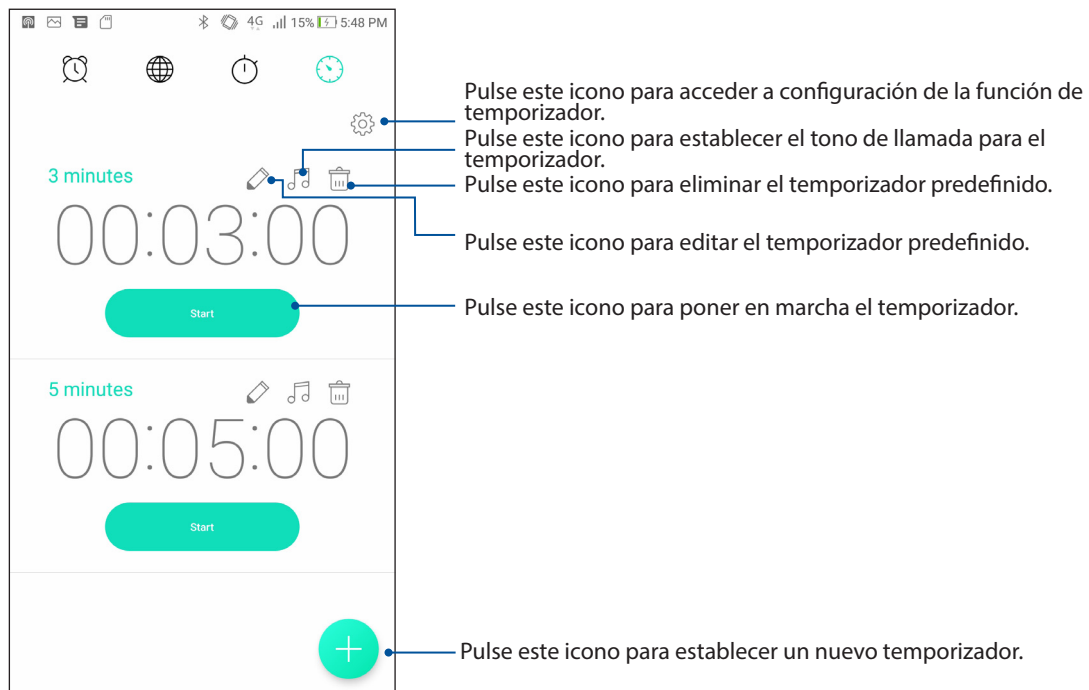 4G 15% 5:48 PM
Pulse este icono para acceder a configuración de la función de
temporizador.
Pulse este icono para establecer el tono de llamada para el
temporizador.
3 minutes
Pulse este icono para eliminar el temporizador predefinido.
00:03:00
Pulse este icono para editar el temporizador predefinido.
Start
Pulse este icono para poner en marcha el temporizador.
5 minutes
00:05:00
Start
Pulse este icono para establecer un nuevo temporizador.